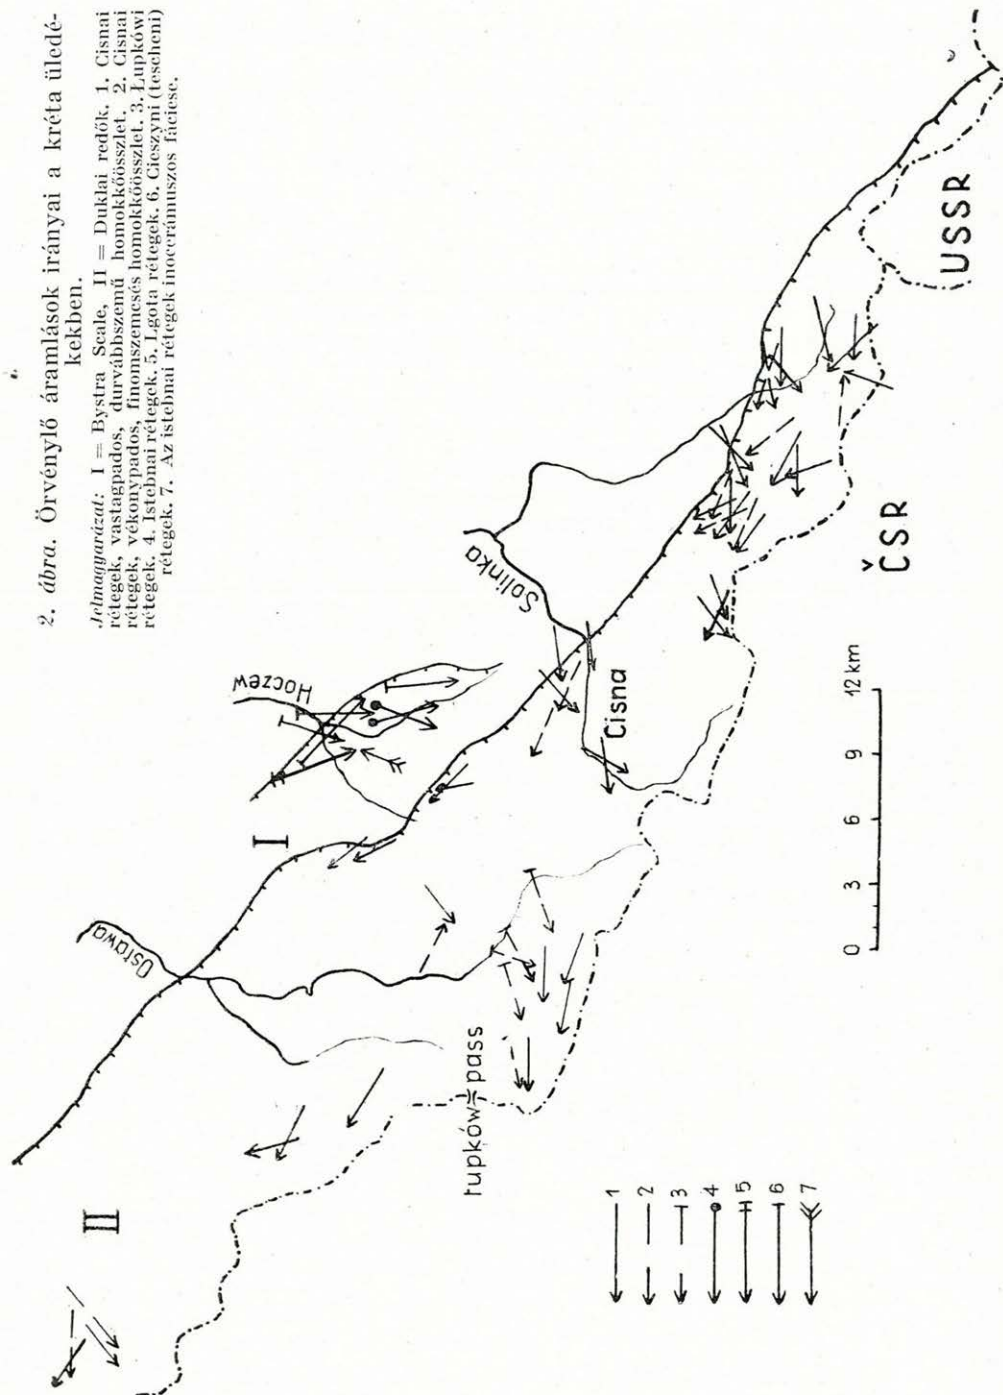 2. ábra. Örvénylő áramlások irányai a kréta üledé-
kekben.
Jelmagyarázat: I = Bystra Scale, II = Duklai redők. 1. Cisnai
rétegek, vastagpados, durvábbszemű homokkőösszlet. 2. Cisnai
rétegek, vékonypados, finomszemcsés homokkőösszlet. 3. Łupkówi
rétegek. 4. Istebnai rétegek. 5. Lgota rétegek. 6. Cieszyni (tescheni)
rétegek. 7. Az istebnai rétegek inocerámuszos fáciese.
II
Osława
I
Hoczew
Solinka
Łupków pass
Cisna
ČSR
USSR
1
2
3
4
5
6
7
0 3 6 9 12 km